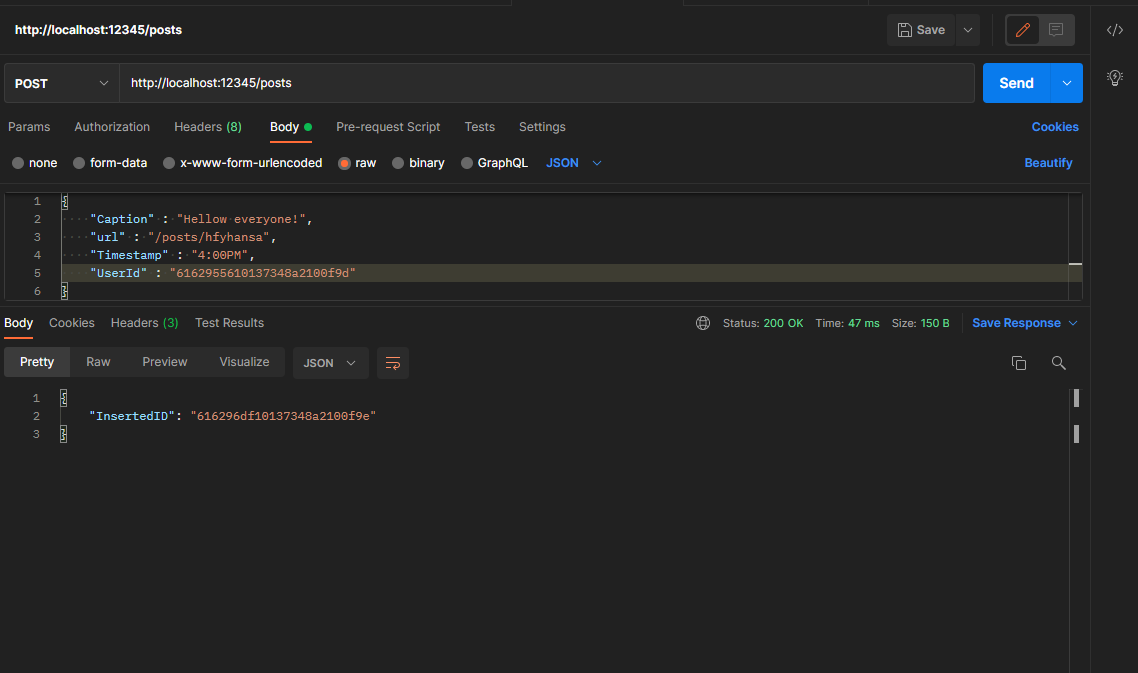 http://localhost:12345/posts Save
POST http://localhost:12345/posts Send
Params Authorization Headers (8) Body Pre-request Script Tests Settings Cookies
none form-data x-www-form-urlencoded raw binary GraphQL JSON Beautify
1 {
2 "Caption" : "Hellow everyone!",
3 "url" : "/posts/hfyhansa",
4 "Timestamp" : "4:00PM",
5 "UserId" : "6162955610137348a2100f9d"
6 }
Body Cookies Headers (3) Test Results Status: 200 OK Time: 47 ms Size: 150 B Save Response
Pretty Raw Preview Visualize JSON
1 {
2 "InsertedID": "616296df10137348a2100f9e"
3 }